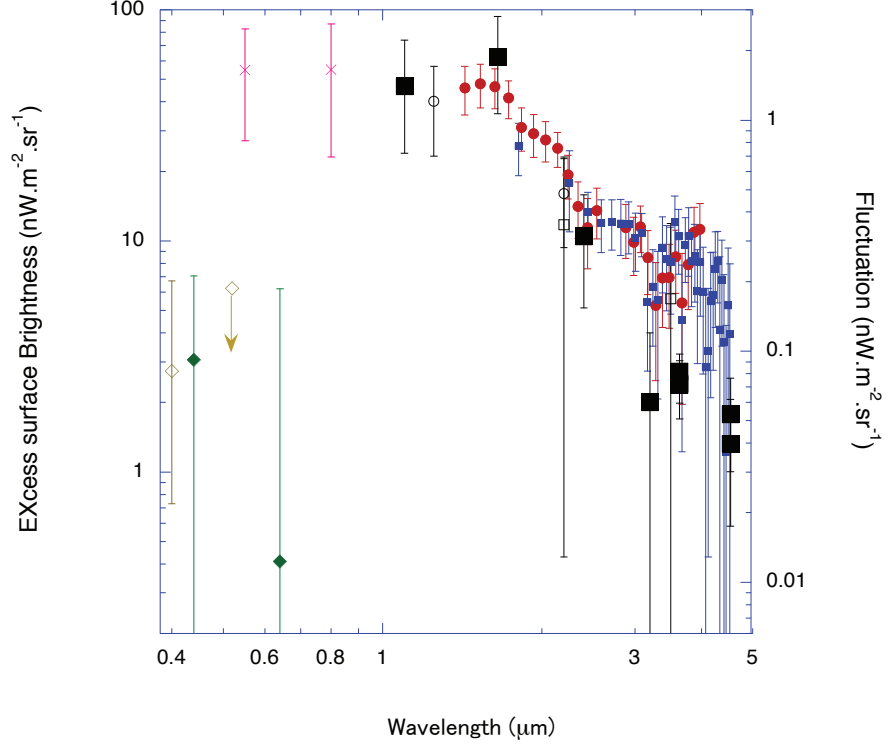 100
10
1
EXcess surface Brightness (nW.m-2.sr-1)
1
0.1
0.01
Fluctuation (nW.m-2.sr-1)
0.4 0.6 0.8 1 3 5
Wavelength (μm)